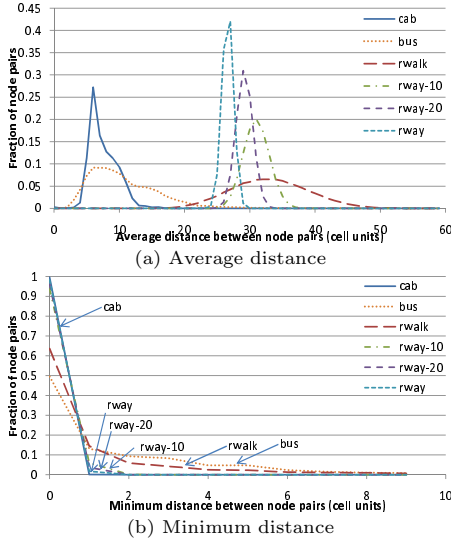 0.45
0.4
0.35
0.3
0.25
0.2
0.15
0.1
0.05
0
Fraction of node pairs
cab
bus
rwalk
rway-10
rway-20
rway
0 10 20 30 40 50 60
Average distance between node pairs (cell units)
(a) Average distance
1
0.9
0.8
0.7
0.6
0.5
0.4
0.3
0.2
0.1
0
Fraction of node pairs
cab
bus
rwalk
rway-10
rway-20
rway
cab
rway
rway-20
rway-10
rwalk
bus
0 2 4 6 8 10
Minimum distance between node pairs (cell units)
(b) Minimum distance